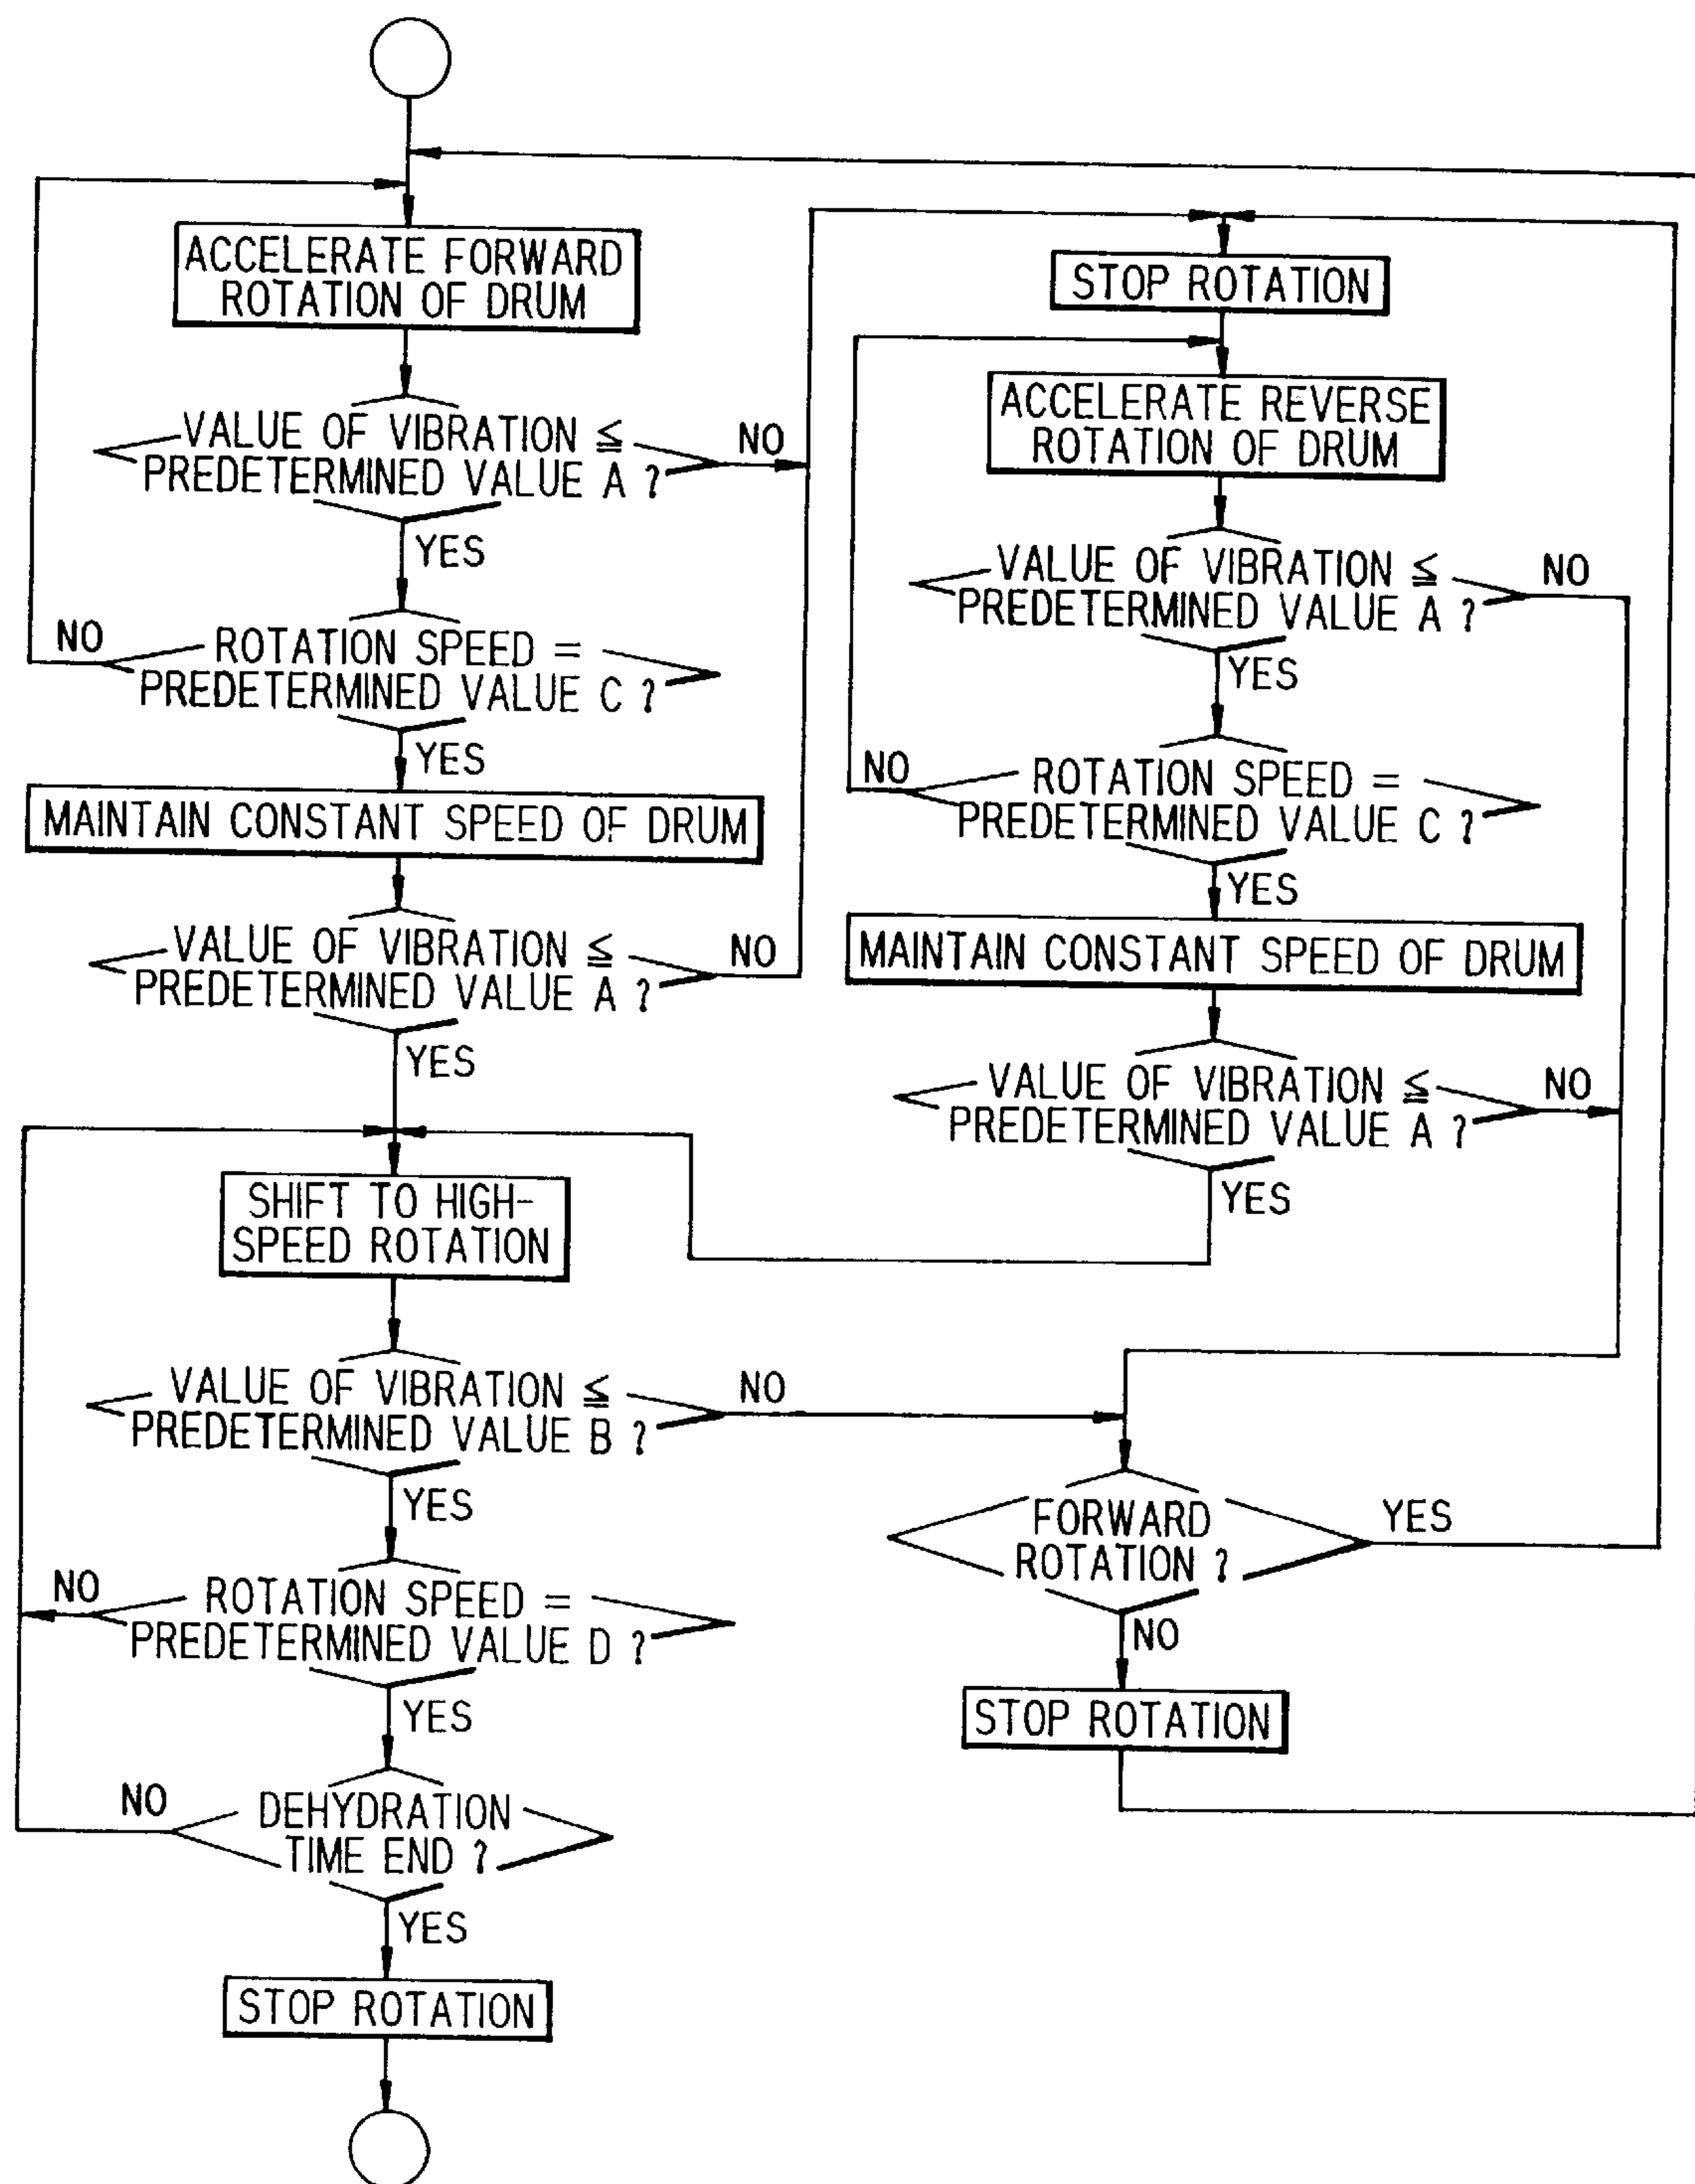 ACCELERATE FORWARD
ROTATION OF DRUM
VALUE OF VIBRATION ≦
PREDETERMINED VALUE A ?
NO
YES
NO
ROTATION SPEED =
PREDETERMINED VALUE C ?
YES
MAINTAIN CONSTANT SPEED OF DRUM
VALUE OF VIBRATION ≦
PREDETERMINED VALUE A ?
NO
YES
SHIFT TO HIGH-
SPEED ROTATION
VALUE OF VIBRATION ≦
PREDETERMINED VALUE B ?
NO
YES
NO
ROTATION SPEED =
PREDETERMINED VALUE D ?
YES
NO
DEHYDRATION
TIME END ?
YES
STOP ROTATION
STOP ROTATION
ACCELERATE REVERSE
ROTATION OF DRUM
VALUE OF VIBRATION ≦
PREDETERMINED VALUE A ?
NO
YES
NO
ROTATION SPEED =
PREDETERMINED VALUE C ?
YES
MAINTAIN CONSTANT SPEED OF DRUM
VALUE OF VIBRATION ≦
PREDETERMINED VALUE A ?
NO
YES
FORWARD
ROTATION ?
YES
NO
STOP ROTATION